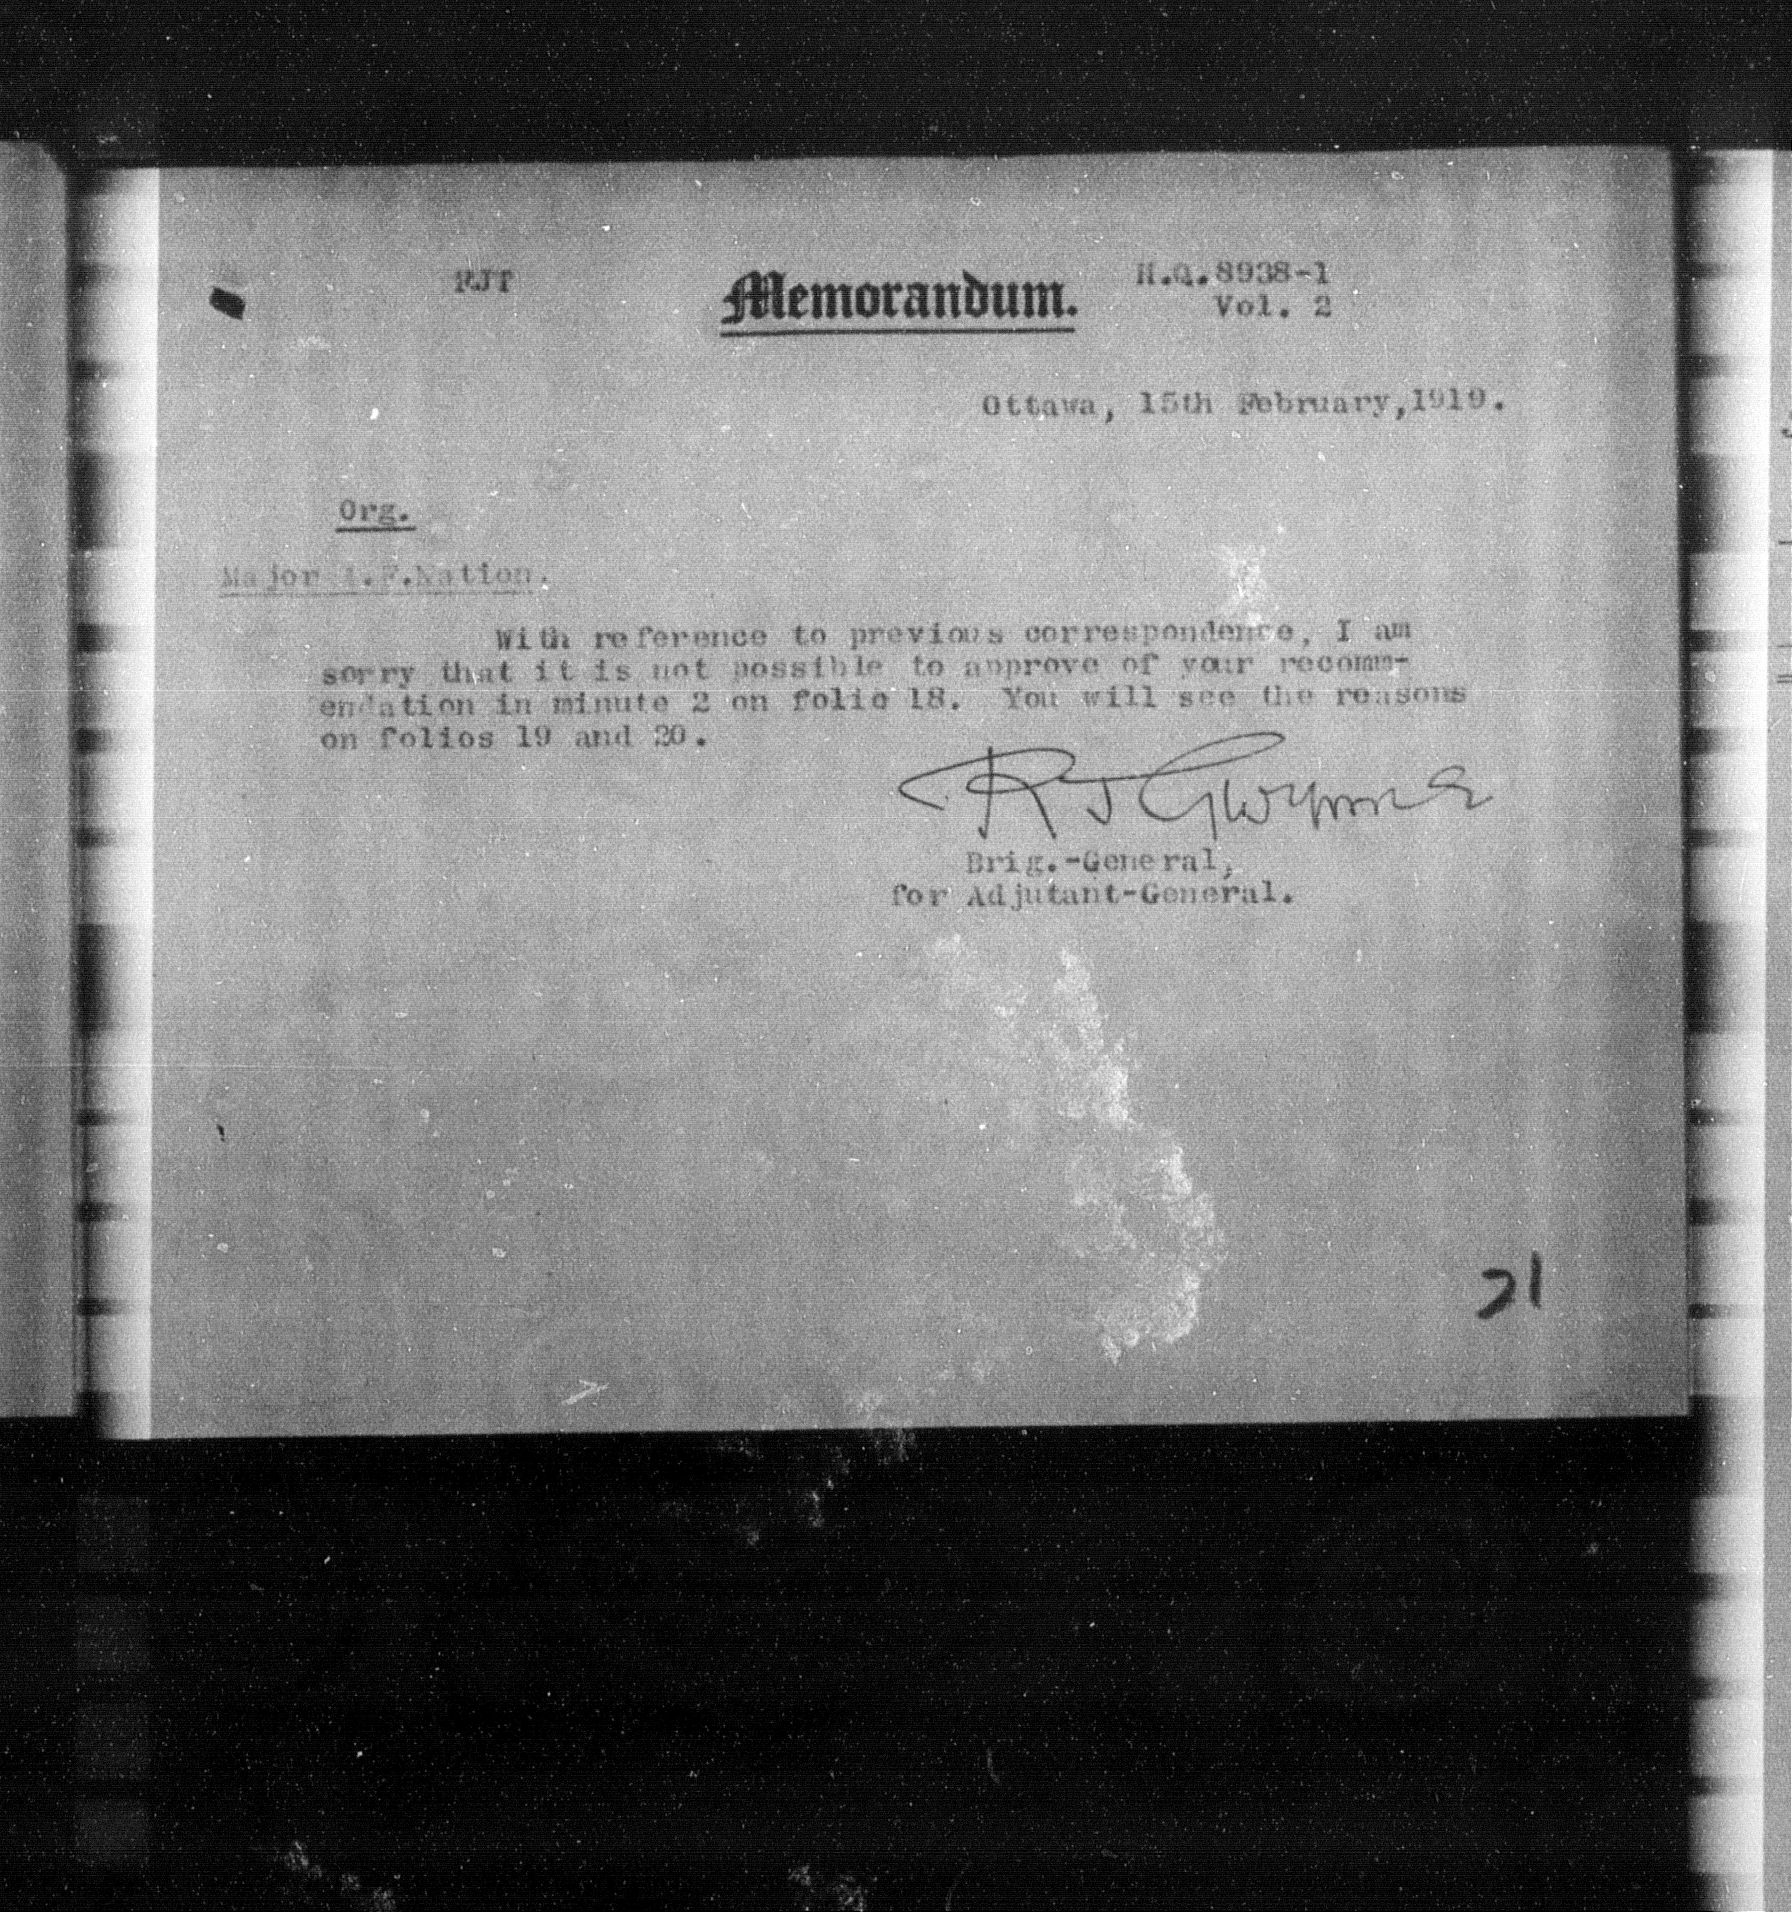 RJT
Memorandum.
H.Q.8938-1
Vol. 2
Ottawa, 15th February,1919.
Org.
Major A.F.Nation.
With reference to previous correspondence, I am
sorry that it is not possible to approve of your recomm-
endation in minute 2 on folio 18. You will see the reasons
on folios 19 and 20.
R J Gwynne
Brig.-General,
for Adjutant-General.
21